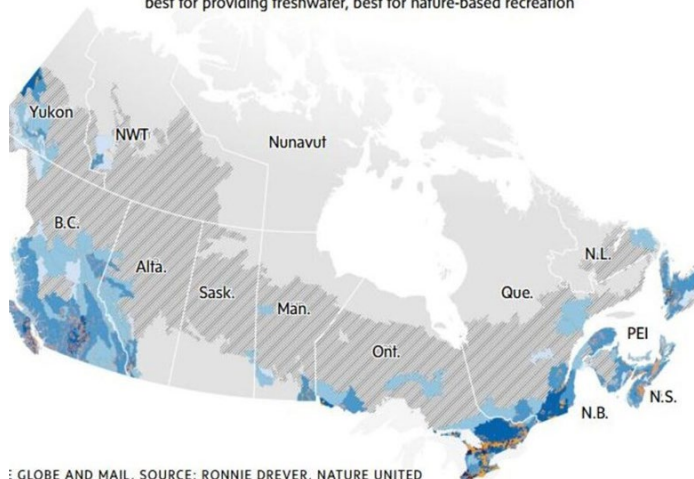 best for providing freshwater, best for nature-based recreation
Yukon
NWT
Nunavut
B.C.
Alta.
Sask.
Man.
Ont.
Que.
N.L.
PEI
N.B.
N.S.
E GLOBE AND MAIL, SOURCE: RONNIE DREVER, NATURE UNITED